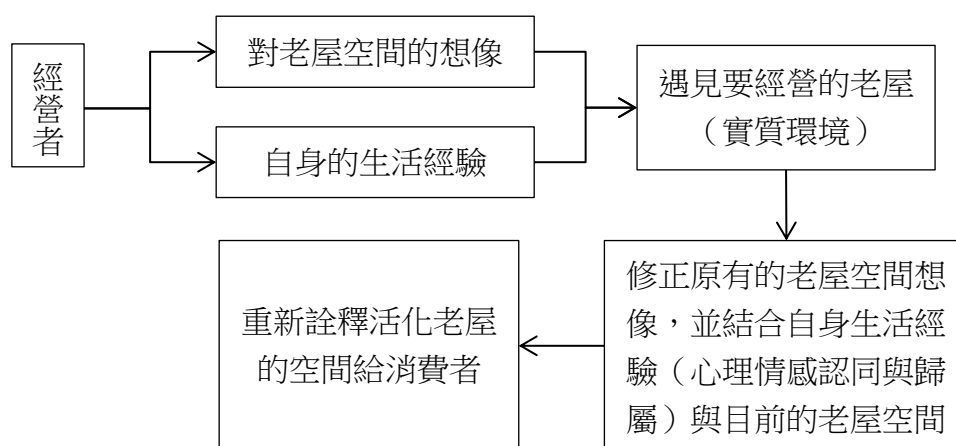 經營者
對老屋空間的想像
自身的生活經驗
遇見要經營的老屋
（實質環境）
修正原有的老屋空間想
像，並結合自身生活經
驗（心理情感認同與歸
屬）與目前的老屋空間
重新詮釋活化老屋
的空間給消費者